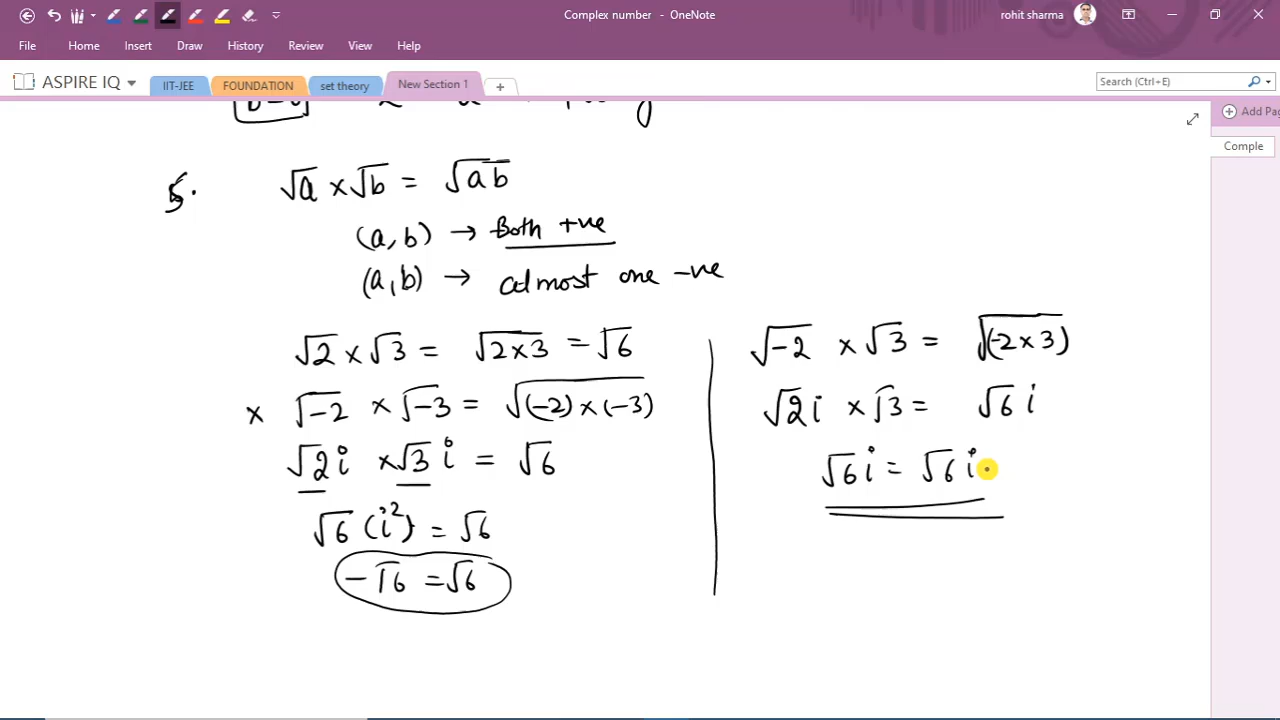 Complex number - OneNote
rohit sharma
File Home Insert Draw History Review View Help
ASPIRE IQ IIT-JEE FOUNDATION set theory New Section 1 +
Search (Ctrl+E)
Add Pag
Comple
5. √a × √b = √ab
(a, b) → Both +ve
(a, b) → atmost one -ve
√2 × √3 = √2×3 = √6
× √-2 × √-3 = √(-2) × (-3)
√2 i × √3 i = √6
√6 (i²) = √6
-√6 = √6
√-2 × √3 = √(-2 × 3)
√2 i × √3 = √6 i
√6 i = √6 i